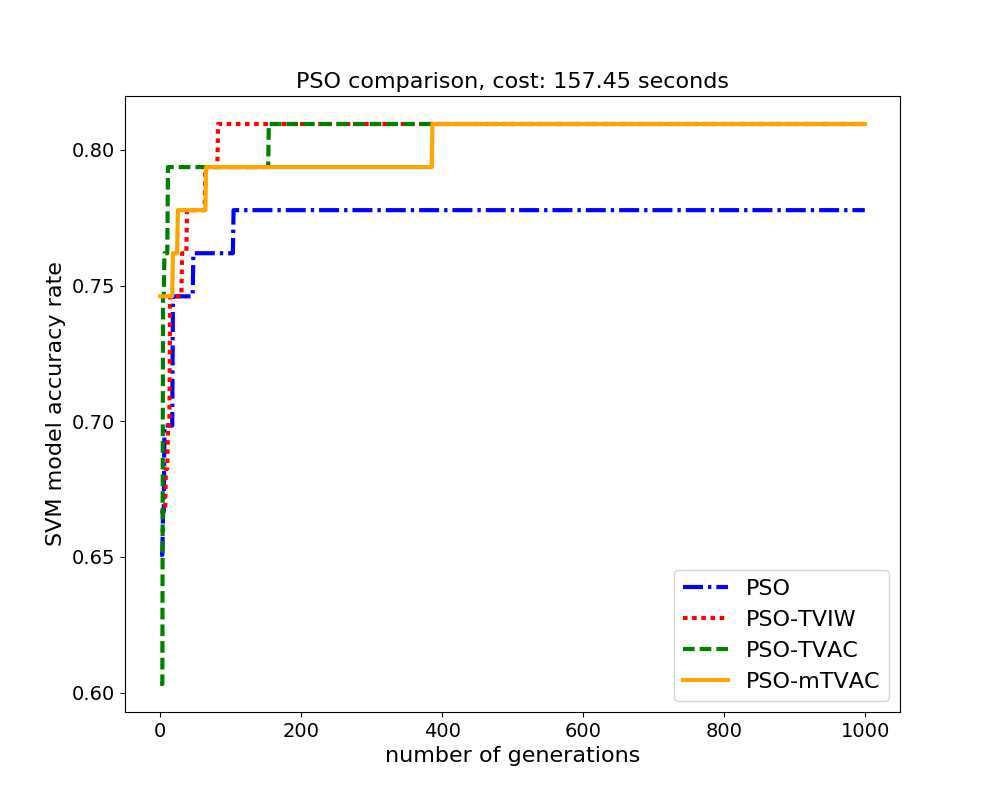 PSO comparison, cost: 157.45 seconds
SVM model accuracy rate
0.80
0.75
0.70
0.65
0.60
0 200 400 600 800 1000
number of generations
PSO
PSO-TVIW
PSO-TVAC
PSO-mTVAC